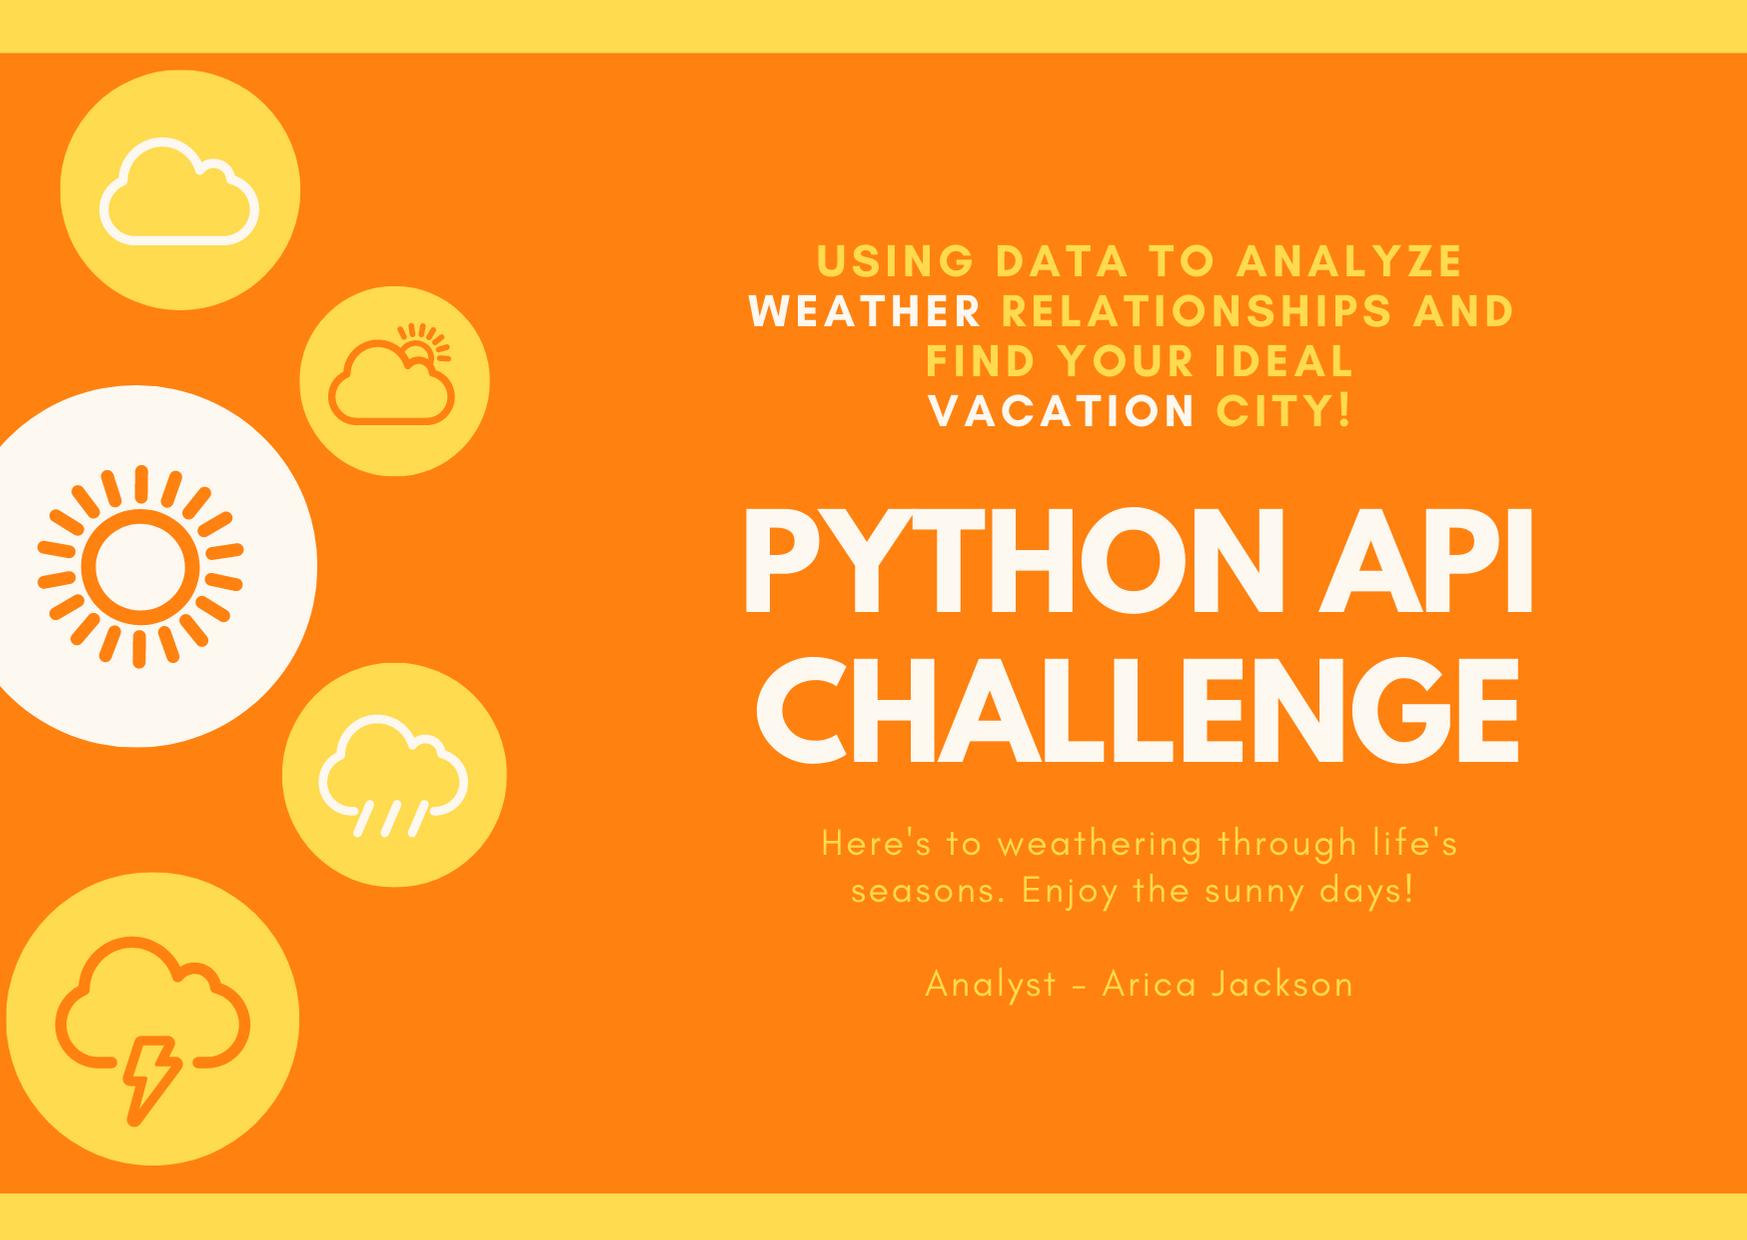 USING DATA TO ANALYZE
WEATHER RELATIONSHIPS AND
FIND YOUR IDEAL
VACATION CITY!
PYTHON API
CHALLENGE
Here's to weathering through life's
seasons. Enjoy the sunny days!
Analyst - Arica Jackson